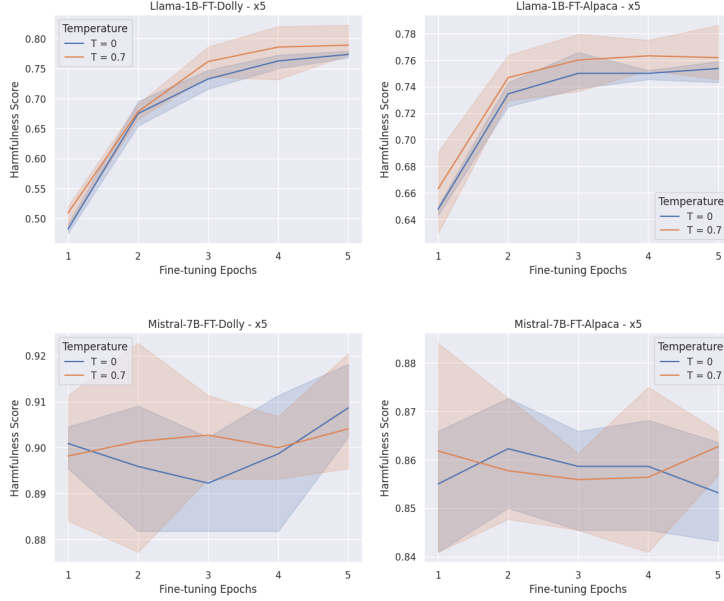 Llama-1B-FT-Dolly - x5
Harmfulness Score
0.80
0.75
0.70
0.65
0.60
0.55
0.50
Temperature
T = 0
T = 0.7
1 2 3 4 5
Fine-tuning Epochs
Llama-1B-FT-Alpaca - x5
Harmfulness Score
0.78
0.76
0.74
0.72
0.70
0.68
0.66
0.64
Temperature
T = 0
T = 0.7
1 2 3 4 5
Fine-tuning Epochs
Mistral-7B-FT-Dolly - x5
Harmfulness Score
0.92
0.91
0.90
0.89
0.88
Temperature
T = 0
T = 0.7
1 2 3 4 5
Fine-tuning Epochs
Mistral-7B-FT-Alpaca - x5
Harmfulness Score
0.88
0.87
0.86
0.85
0.84
Temperature
T = 0
T = 0.7
1 2 3 4 5
Fine-tuning Epochs